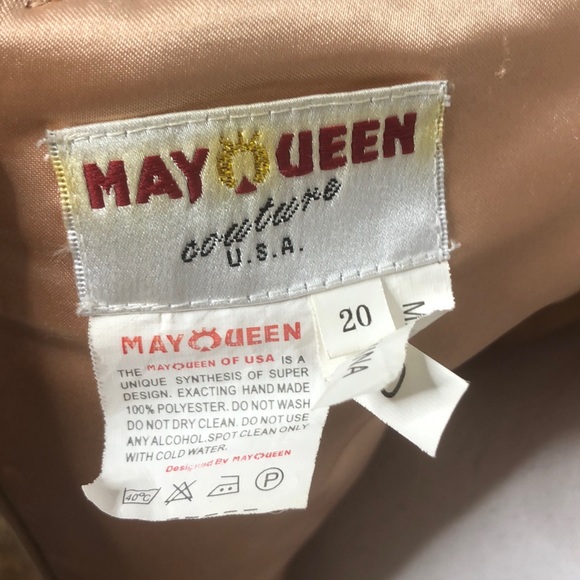 MAY QUEEN
couture
U.S.A.
20
MAYQUEEN
THE MAYQUEEN OF USA IS A
UNIQUE SYNTHESIS OF SUPER
DESIGN. EXACTING HAND MADE
100% POLYESTER. DO NOT WASH
DO NOT DRY CLEAN. DO NOT USE
ANY ALCOHOL.SPOT CLEAN ONLY
WITH COLD WATER.
Designed By MAYQUEEN
40°C
P